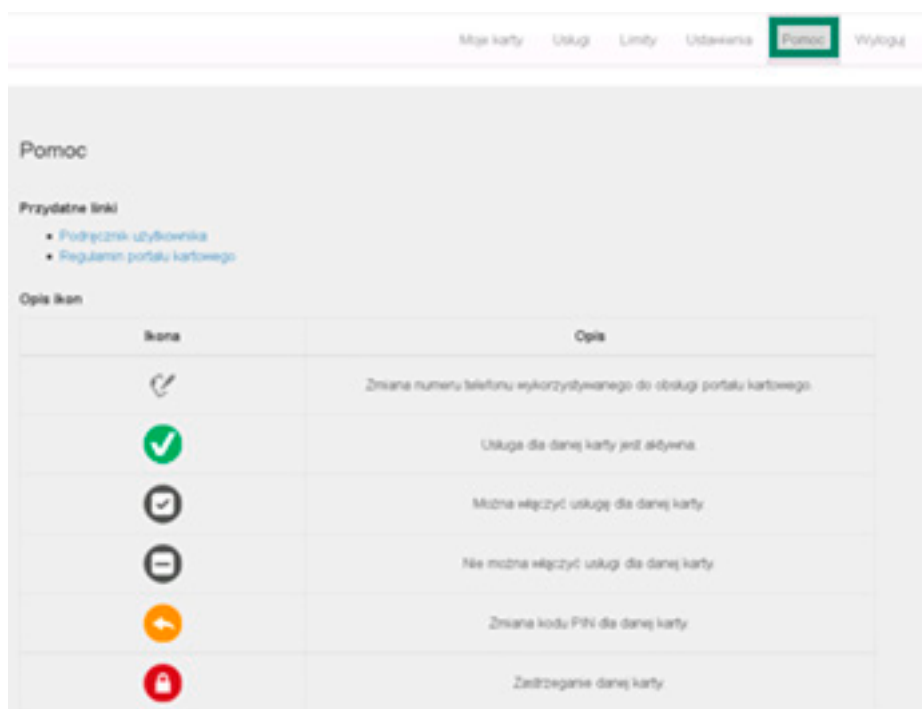 Moje karty Usługi Limity Ustawienia Pomoc Wyloguj
Pomoc
Przydatne linki
Podręcznik użytkownika
Regulamin portalu kartowego
Opis ikon
Ikona Opis
Zmiana numeru telefonu wykorzystywanego do obsługi portalu kartowego.
Usługa dla danej karty jest aktywna.
Można włączyć usługę dla danej karty.
Nie można włączyć usługi dla danej karty.
Zmiana kodu PIN dla danej karty.
Zastrzeganie danej karty.